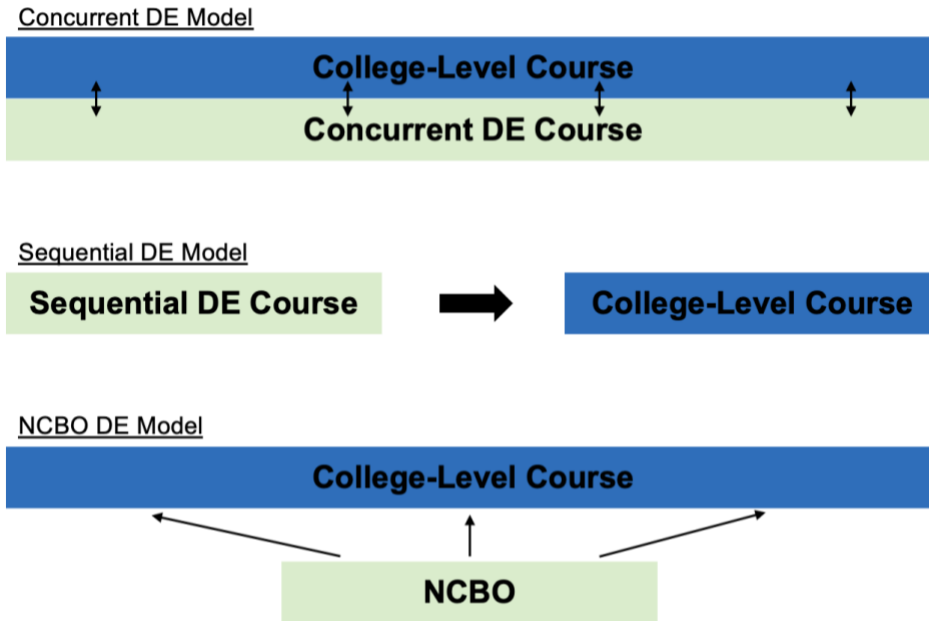 Concurrent DE Model
College-Level Course
Concurrent DE Course
Sequential DE Model
Sequential DE Course
College-Level Course
NCBO DE Model
College-Level Course
NCBO